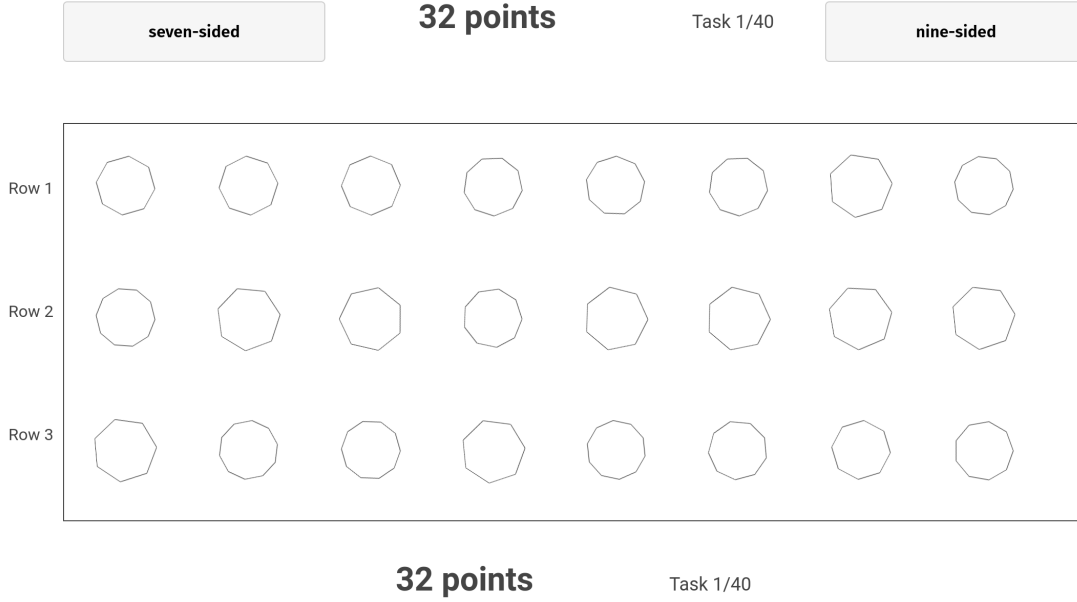 seven-sided 32 points Task 1/40 nine-sided
Row 1
Row 2
Row 3
32 points Task 1/40